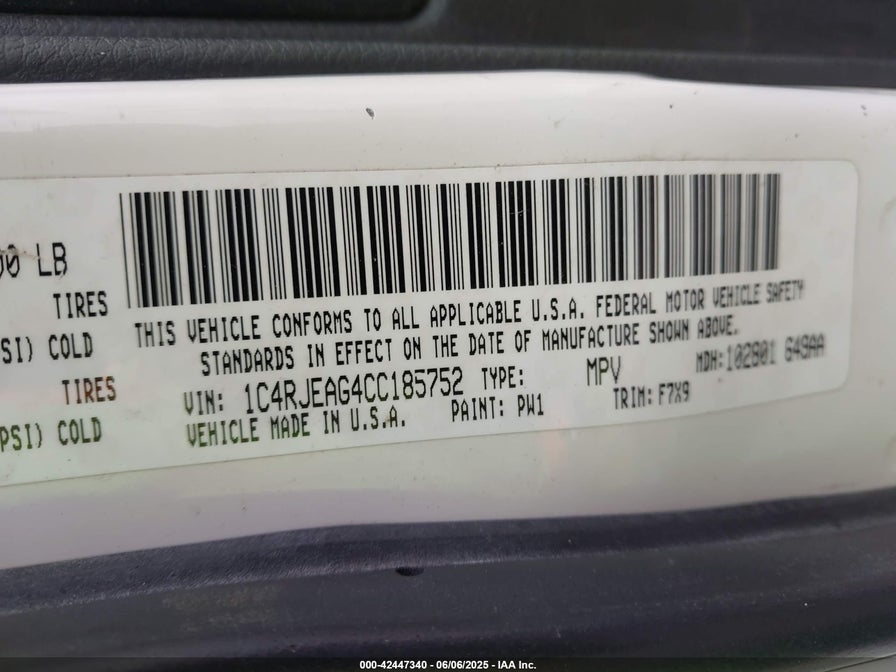 00 LB
TIRES
THIS VEHICLE CONFORMS TO ALL APPLICABLE U.S.A. FEDERAL MOTOR VEHICLE SAFETY
SI) COLD
STANDARDS IN EFFECT ON THE DATE OF MANUFACTURE SHOWN ABOVE.
TIRES
VIN: 1C4RJEAG4CC185752 TYPE: MPV MDH: 102801 G49AA
PSI) COLD
VEHICLE MADE IN U.S.A. PAINT: PW1 TRIM: F7X9
000-42447340 - 06/06/2025 - IAA Inc.